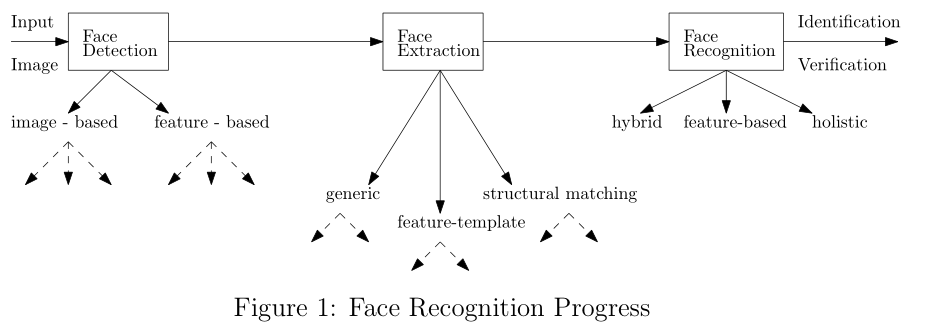 Input
Image
Face
Detection
Face
Extraction
Face
Recognition
Identification
Verification
image - based
feature - based
hybrid
feature-based
holistic
generic
structural matching
feature-template
Figure 1: Face Recognition Progress